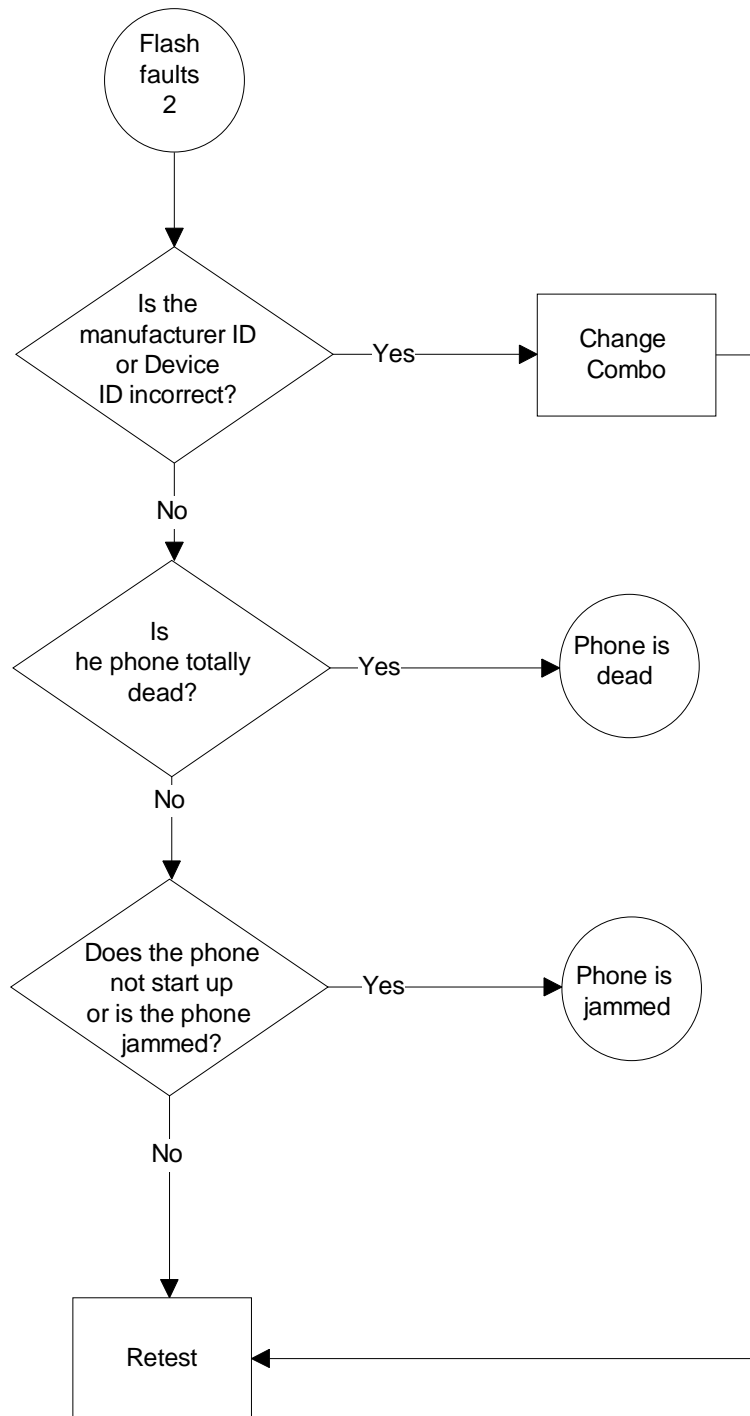 Flash
faults
2
Is the
manufacturer ID
or Device
ID incorrect?
Yes
Change
Combo
No
Is
he phone totally
dead?
Yes
Phone is
dead
No
Does the phone
not start up
or is the phone
jammed?
Yes
Phone is
jammed
No
Retest